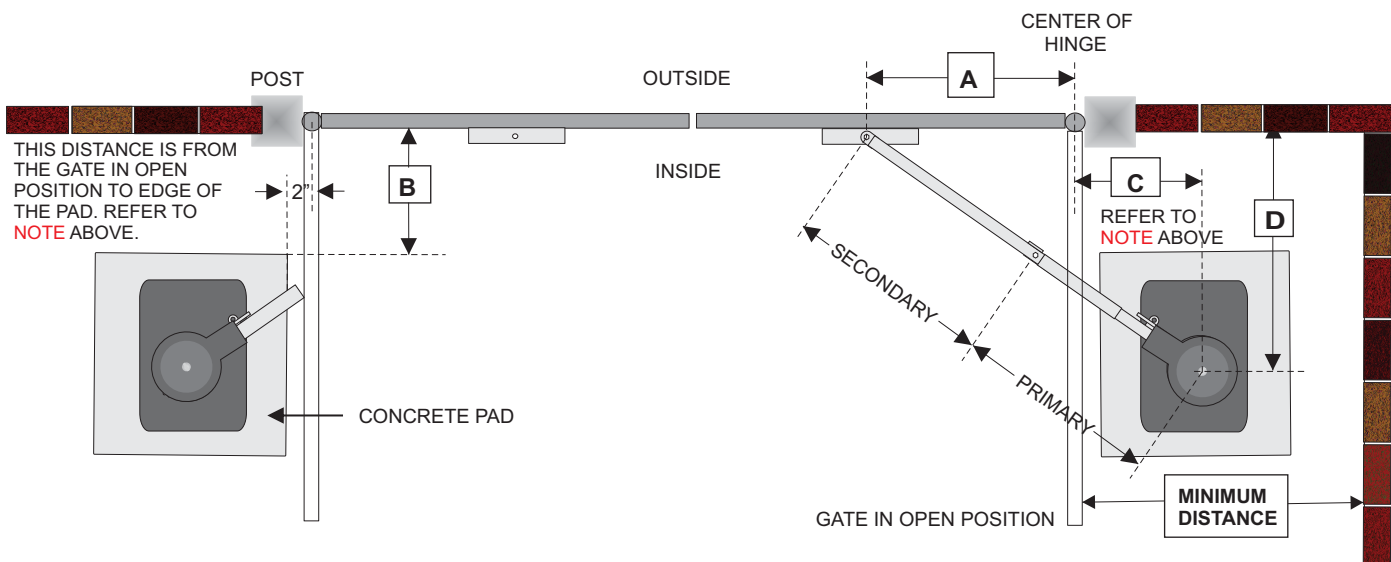 CENTER OF
HINGE
POST
OUTSIDE
A
THIS DISTANCE IS FROM
THE GATE IN OPEN
POSITION TO EDGE OF
THE PAD. REFER TO
NOTE ABOVE.
2"
B
INSIDE
C
D
REFER TO
NOTE ABOVE
SECONDARY
PRIMARY
CONCRETE PAD
MINIMUM
DISTANCE
GATE IN OPEN POSITION